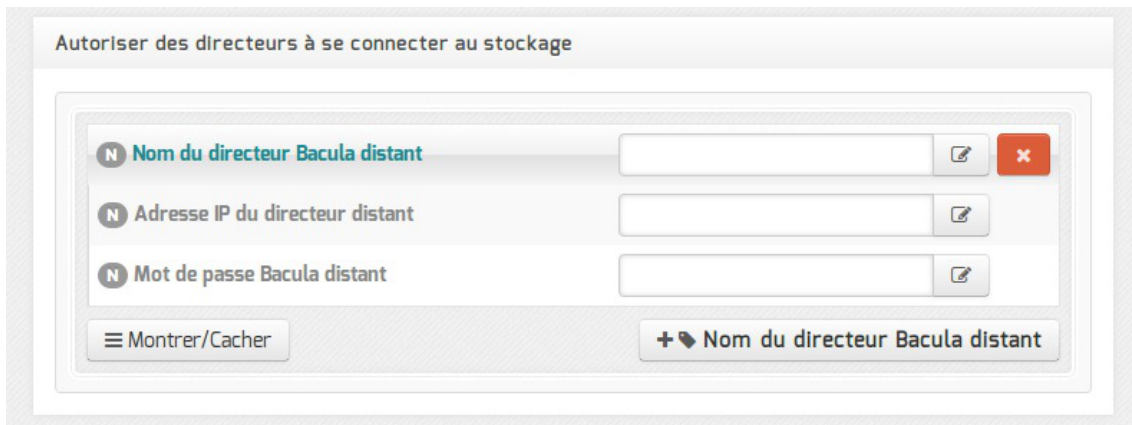 Autoriser des directeurs à se connecter au stockage
N Nom du directeur Bacula distant
N Adresse IP du directeur distant
N Mot de passe Bacula distant
Montrer/Cacher
Nom du directeur Bacula distant